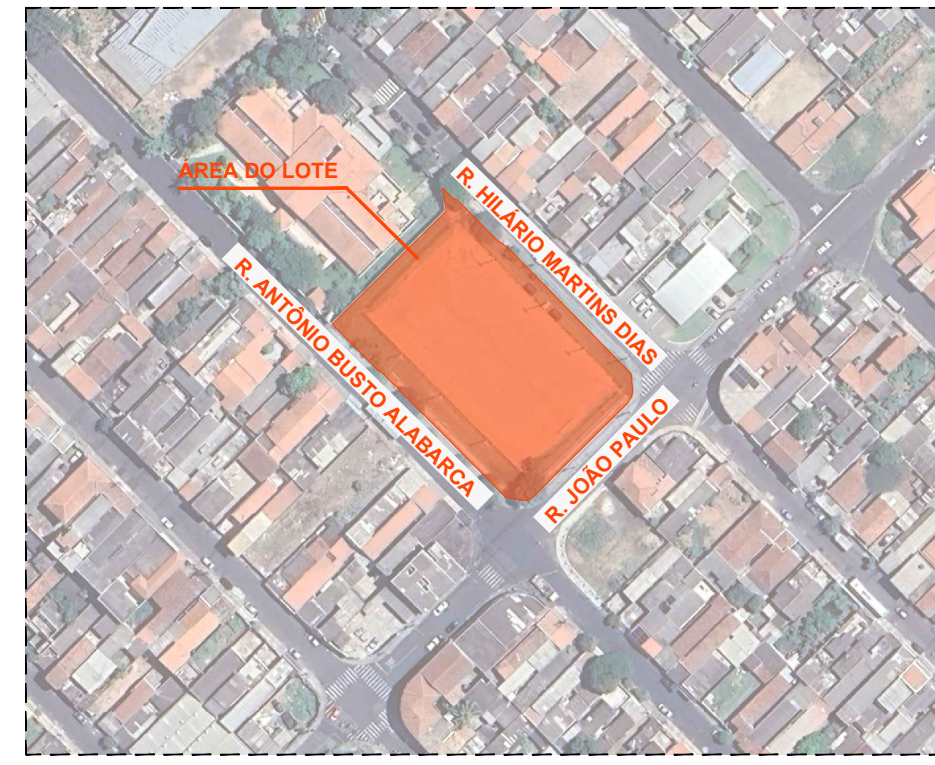 ÁREA DO LOTE
R. HILÁRIO MARTINS DIAS
R. ANTÔNIO BUSTO ALABARCA
R. JOÃO PAULO